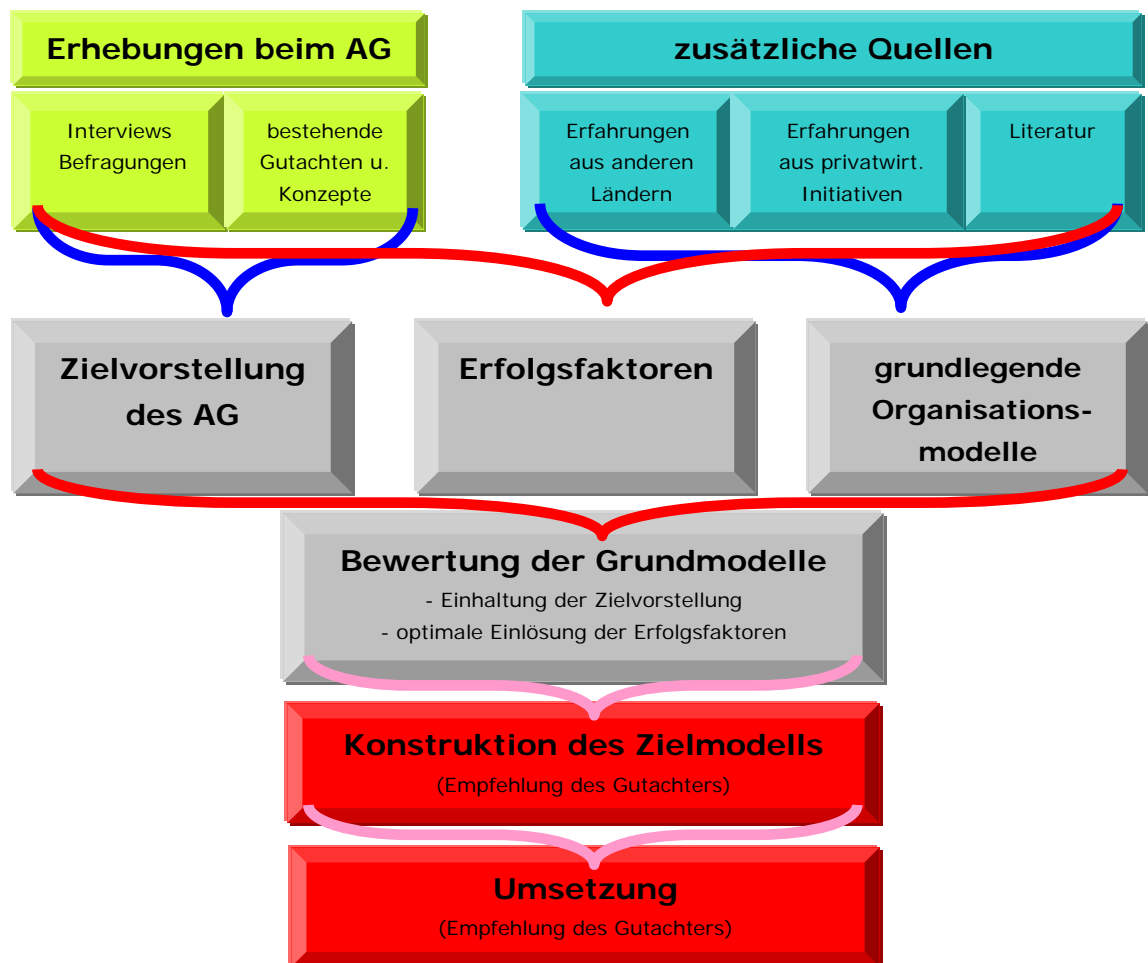 Erhebungen beim AG
zusätzliche Quellen
Interviews
Befragungen
bestehende
Gutachten u.
Konzepte
Erfahrungen
aus anderen
Ländern
Erfahrungen
aus privatwirt.
Initiativen
Literatur
Zielvorstellung
des AG
Erfolgsfaktoren
grundlegende
Organisations-
modelle
Bewertung der Grundmodelle
- Einhaltung der Zielvorstellung
- optimale Einlösung der Erfolgsfaktoren
Konstruktion des Zielmodells
(Empfehlung des Gutachters)
Umsetzung
(Empfehlung des Gutachters)